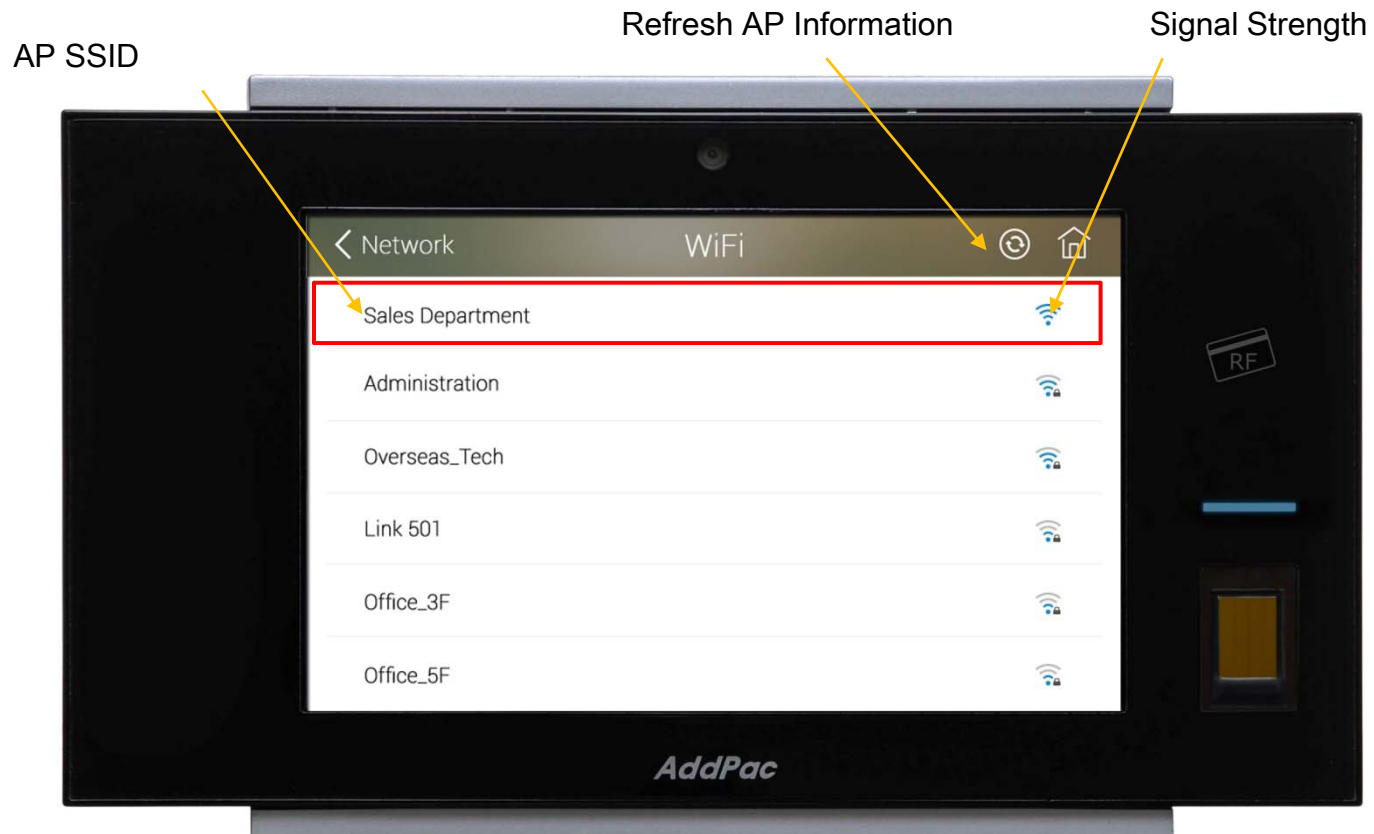 Refresh AP Information
Signal Strength
AP SSID
Network
WiFi
Sales Department
Administration
Overseas_Tech
Link 501
Office_3F
Office_5F
RF
AddPac